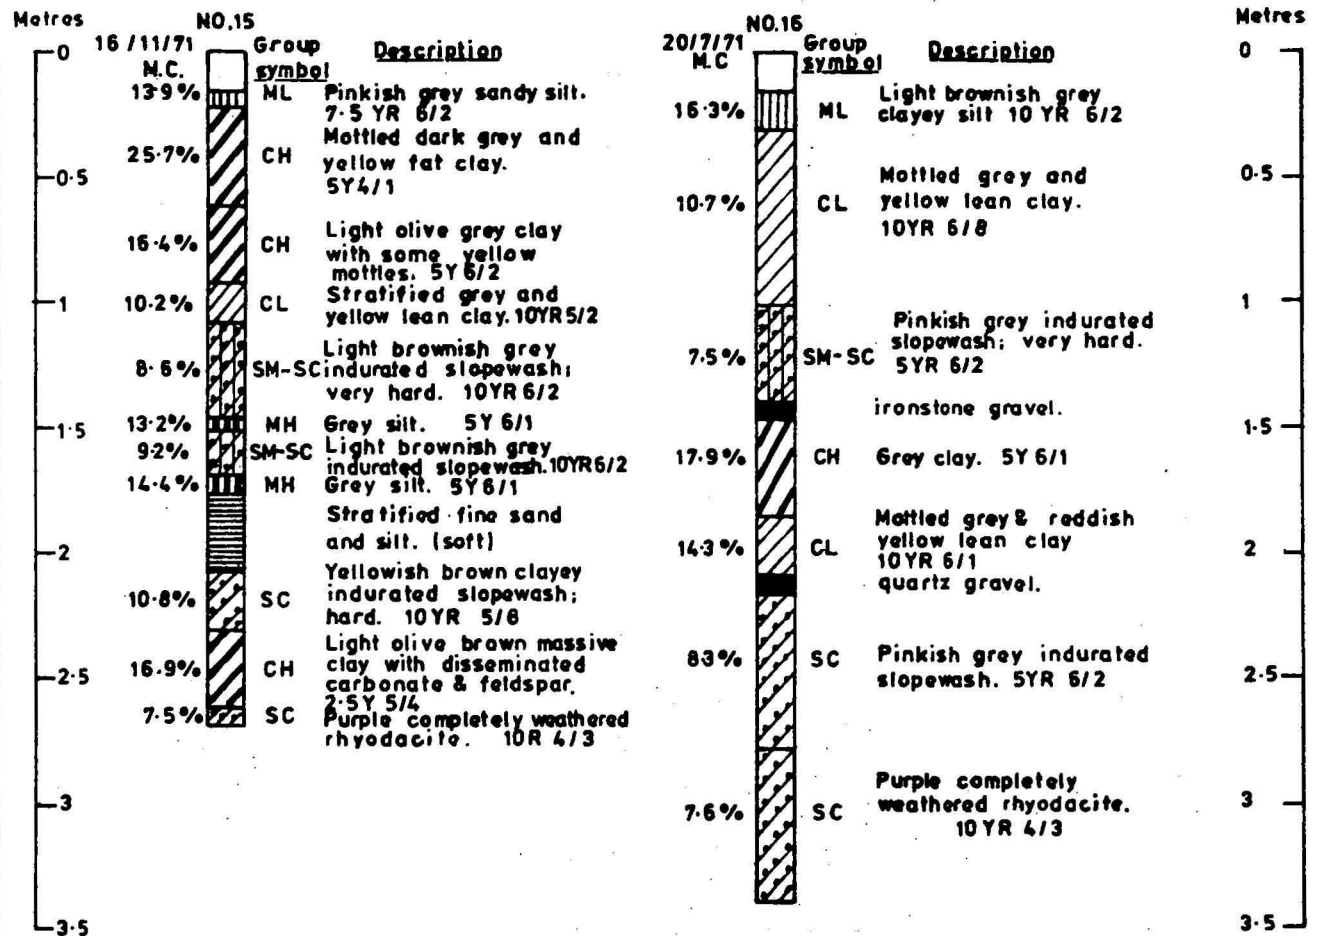 Metres
NO.15
16/11/71
M.C.
Group
symbol
Description
0
13.9% ML Pinkish grey sandy silt.
7.5 YR 6/2
25.7% CH Mottled dark grey and
yellow fat clay.
5Y4/1
0.5
16.4% CH Light olive grey clay
with some yellow
mottles. 5Y 6/2
1
10.2% CL Stratified grey and
yellow lean clay. 10YR 5/2
8.6% SM-SC Light brownish grey
indurated slopewash;
very hard. 10YR 6/2
1.5
13.2% MH Grey silt. 5Y 6/1
9.2% SM-SC Light brownish grey
indurated slopewash. 10YR 6/2
14.4% MH Grey silt. 5Y 6/1
Stratified fine sand
and silt. (soft)
2
10.8% SC Yellowish brown clayey
indurated slopewash;
hard. 10YR 5/6
16.9% CH Light olive brown massive
clay with disseminated
carbonate & feldspar.
2.5Y 5/4
2.5
7.5% SC Purple completely weathered
rhyodacite. 10R 4/3
3
3.5
NO.16
20/7/71
M.C
Group
symbol
Description
Metres
0
16.3% ML Light brownish grey
clayey silt 10 YR 6/2
0.5
10.7% CL Mottled grey and
yellow lean clay.
10YR 6/8
1
7.5% SM-SC Pinkish grey indurated
slopewash; very hard.
5YR 6/2
ironstone gravel.
1.5
17.9% CH Grey clay. 5Y 6/1
14.3% CL Mottled grey & reddish
yellow lean clay
10YR 6/1
2
quartz gravel.
83% SC Pinkish grey indurated
slopewash. 5YR 6/2
2.5
7.6% SC Purple completely
weathered rhyodacite.
10YR 4/3
3
3.5